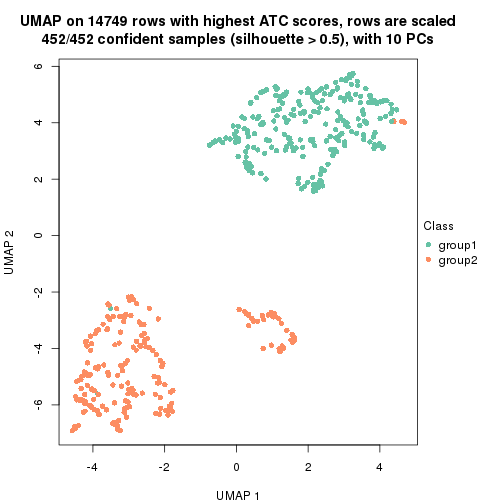 UMAP on 14749 rows with highest ATC scores, rows are scaled
452/452 confident samples (silhouette > 0.5), with 10 PCs
6
4
2
0
-2
-4
-6
UMAP 2
Class
group1
group2
-4
-2
0
2
4
UMAP 1